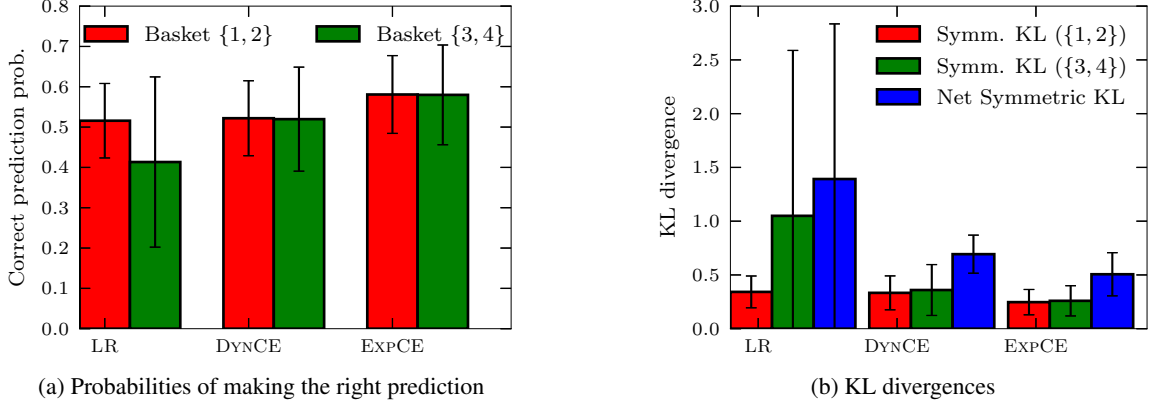 Correct prediction prob.
0.8
0.7
0.6
0.5
0.4
0.3
0.2
0.1
0.0
Basket {1, 2}
Basket {3, 4}
LR
DYNCE
EXPCE
(a) Probabilities of making the right prediction
KL divergence
3.0
2.5
2.0
1.5
1.0
0.5
0.0
Symm. KL ({1, 2})
Symm. KL ({3, 4})
Net Symmetric KL
LR
DYNCE
EXPCE
(b) KL divergences